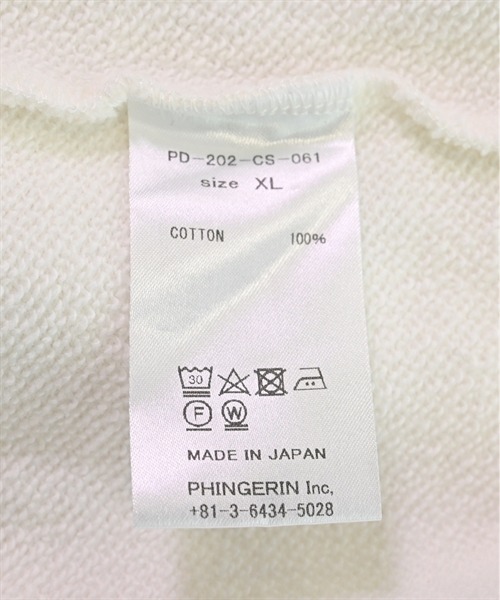 PD-202-CS-061
size XL
COTTON 100%
30
F W
MADE IN JAPAN
PHINGERIN Inc,
+81-3-6434-5028